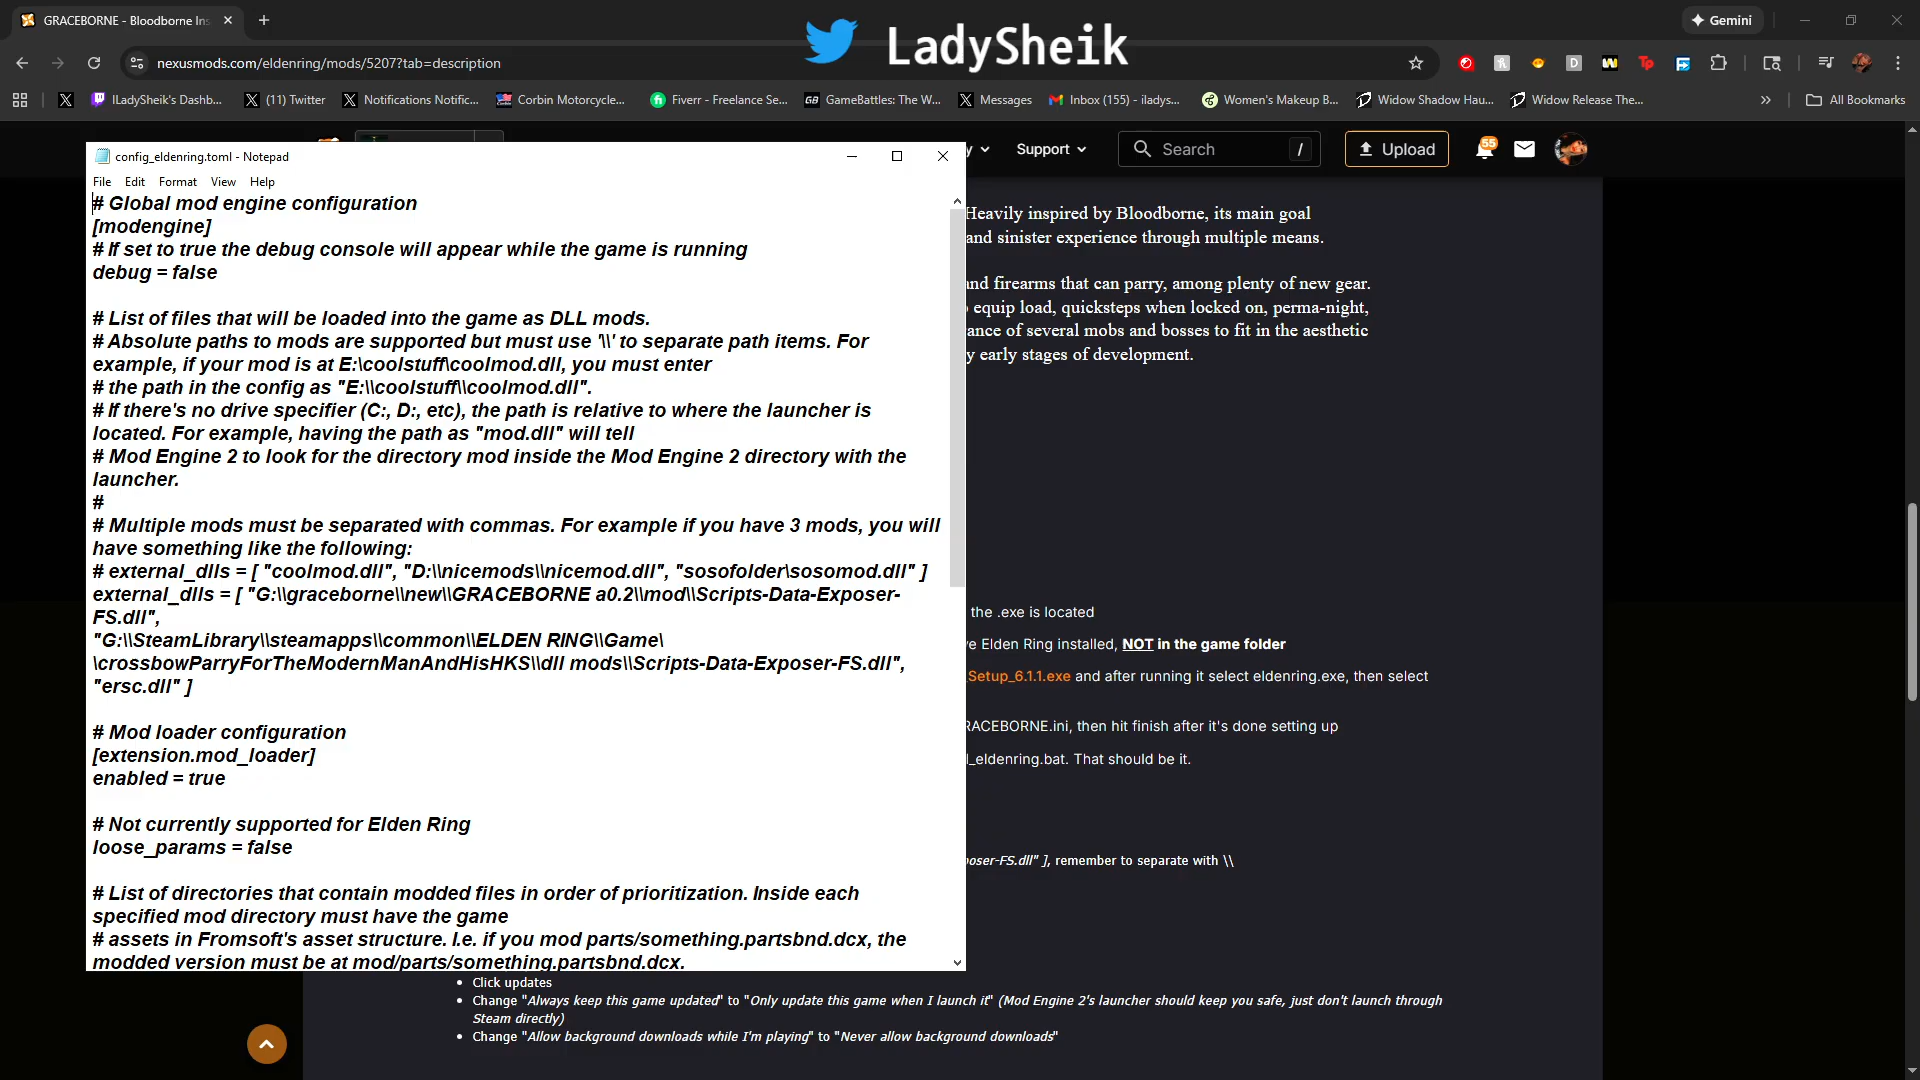 GRACEBORNE - Bloodborne Ins
Gemini
LadySheik
nexusmods.com/eldenring/mods/5207?tab=description
ILadySheik's Dashb...
(11) Twitter
Notifications Notific...
Corbin Motorcycle...
Fiverr - Freelance Se...
GameBattles: The W...
Messages
Inbox (155) - iladys...
Women's Makeup B...
Widow Shadow Hau...
Widow Release The...
All Bookmarks
Support
Search
/
Upload
55
config_eldenring.toml - Notepad
File Edit Format View Help
# Global mod engine configuration
[modengine]
# If set to true the debug console will appear while the game is running
debug = false
# List of files that will be loaded into the game as DLL mods.
# Absolute paths to mods are supported but must use '\\' to separate path items. For
example, if your mod is at E:\coolstuff\coolmod.dll, you must enter
# the path in the config as "E:\\coolstuff\\coolmod.dll".
# If there's no drive specifier (C:, D:, etc), the path is relative to where the launcher is
located. For example, having the path as "mod.dll" will tell
# Mod Engine 2 to look for the directory mod inside the Mod Engine 2 directory with the
launcher.
#
# Multiple mods must be separated with commas. For example if you have 3 mods, you will
have something like the following:
# external_dlls = [ "coolmod.dll", "D:\\nicemods\\nicemod.dll", "sosofolder\sosomod.dll" ]
external_dlls = [ "G:\\graceborne\\new\\GRACEBORNE a0.2\\mod\\Scripts-Data-Exposer-
FS.dll",
"G:\\SteamLibrary\\steamapps\\common\\ELDEN RING\\Game\
\crossbowParryForTheModernManAndHisHKS\\dll mods\\Scripts-Data-Exposer-FS.dll",
"ersc.dll" ]
# Mod loader configuration
[extension.mod_loader]
enabled = true
# Not currently supported for Elden Ring
loose_params = false
# List of directories that contain modded files in order of prioritization. Inside each
specified mod directory must have the game
# assets in Fromsoft's asset structure. I.e. if you mod parts/something.partsbnd.dcx, the
modded version must be at mod/parts/something.partsbnd.dcx.
Heavily inspired by Bloodborne, its main goal
and sinister experience through multiple means.
and firearms that can parry, among plenty of new gear.
equip load, quicksteps when locked on, perma-night,
ance of several mobs and bosses to fit in the aesthetic
y early stages of development.
the .exe is located
ve Elden Ring installed, NOT in the game folder
Setup_6.1.1.exe and after running it select eldenring.exe, then select
RACEBORNE.ini, then hit finish after it's done setting up
l_eldenring.bat. That should be it.
poser-FS.dll" ], remember to separate with \\
• Click updates
• Change "Always keep this game updated" to "Only update this game when I launch it" (Mod Engine 2's launcher should keep you safe, just don't launch through
Steam directly)
• Change "Allow background downloads while I'm playing" to "Never allow background downloads"